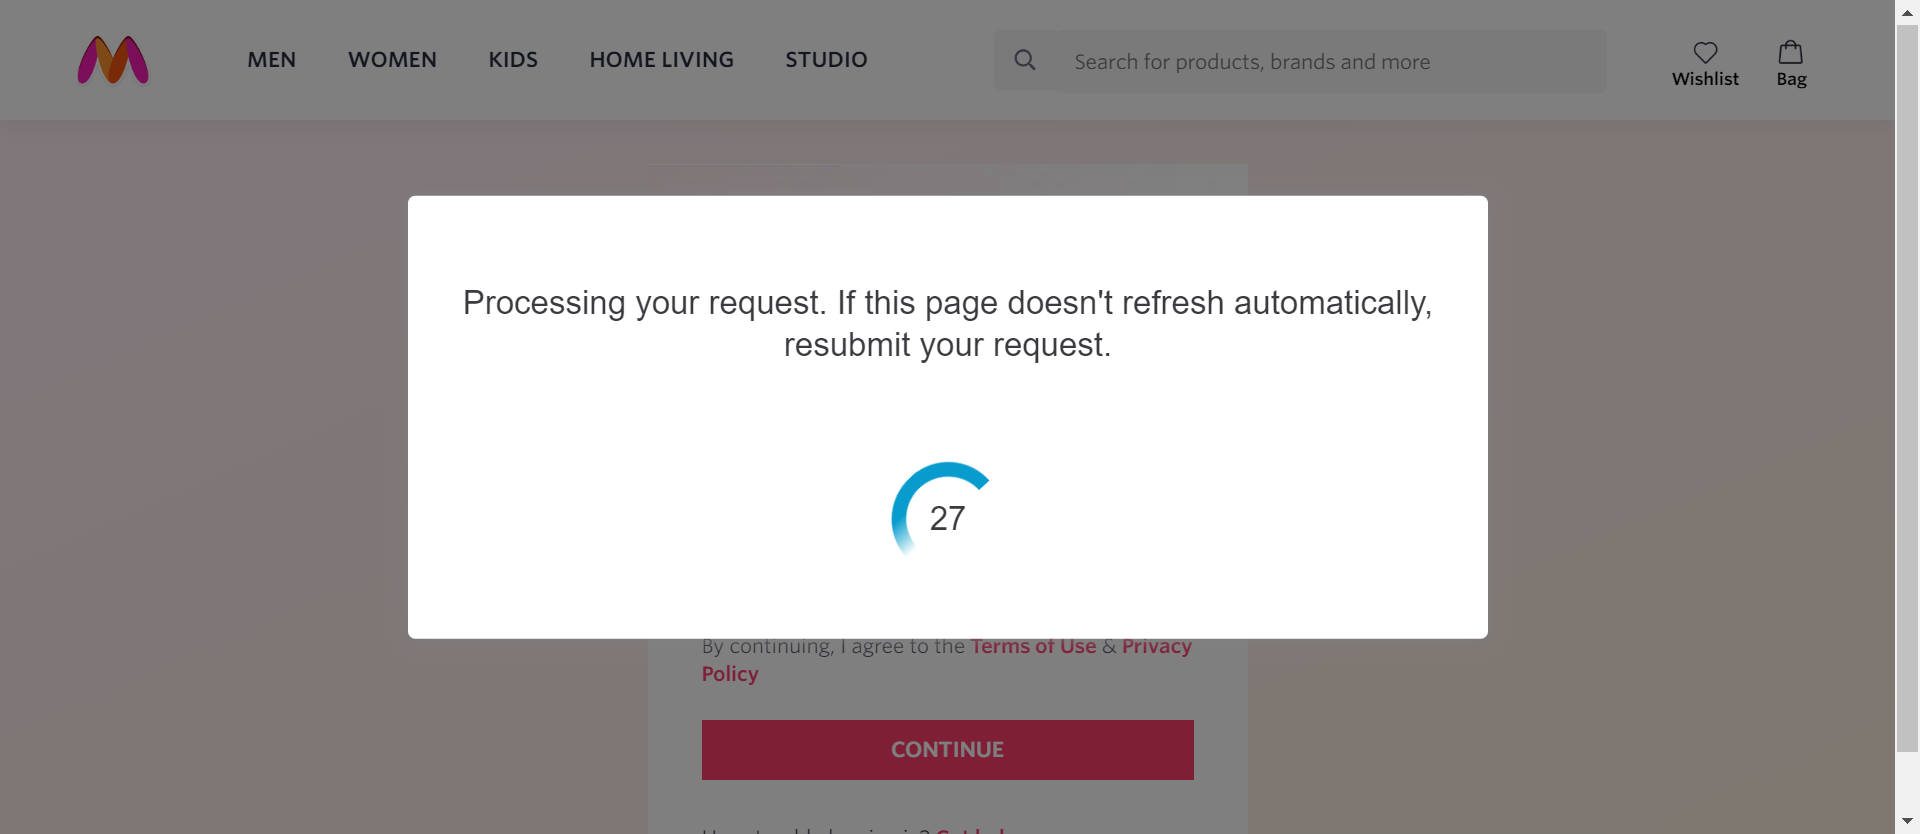 MEN WOMEN KIDS HOME LIVING STUDIO Search for products, brands and more Wishlist Bag
Processing your request. If this page doesn't refresh automatically,
resubmit your request.
27
By continuing, I agree to the Terms of Use & Privacy
Policy
CONTINUE